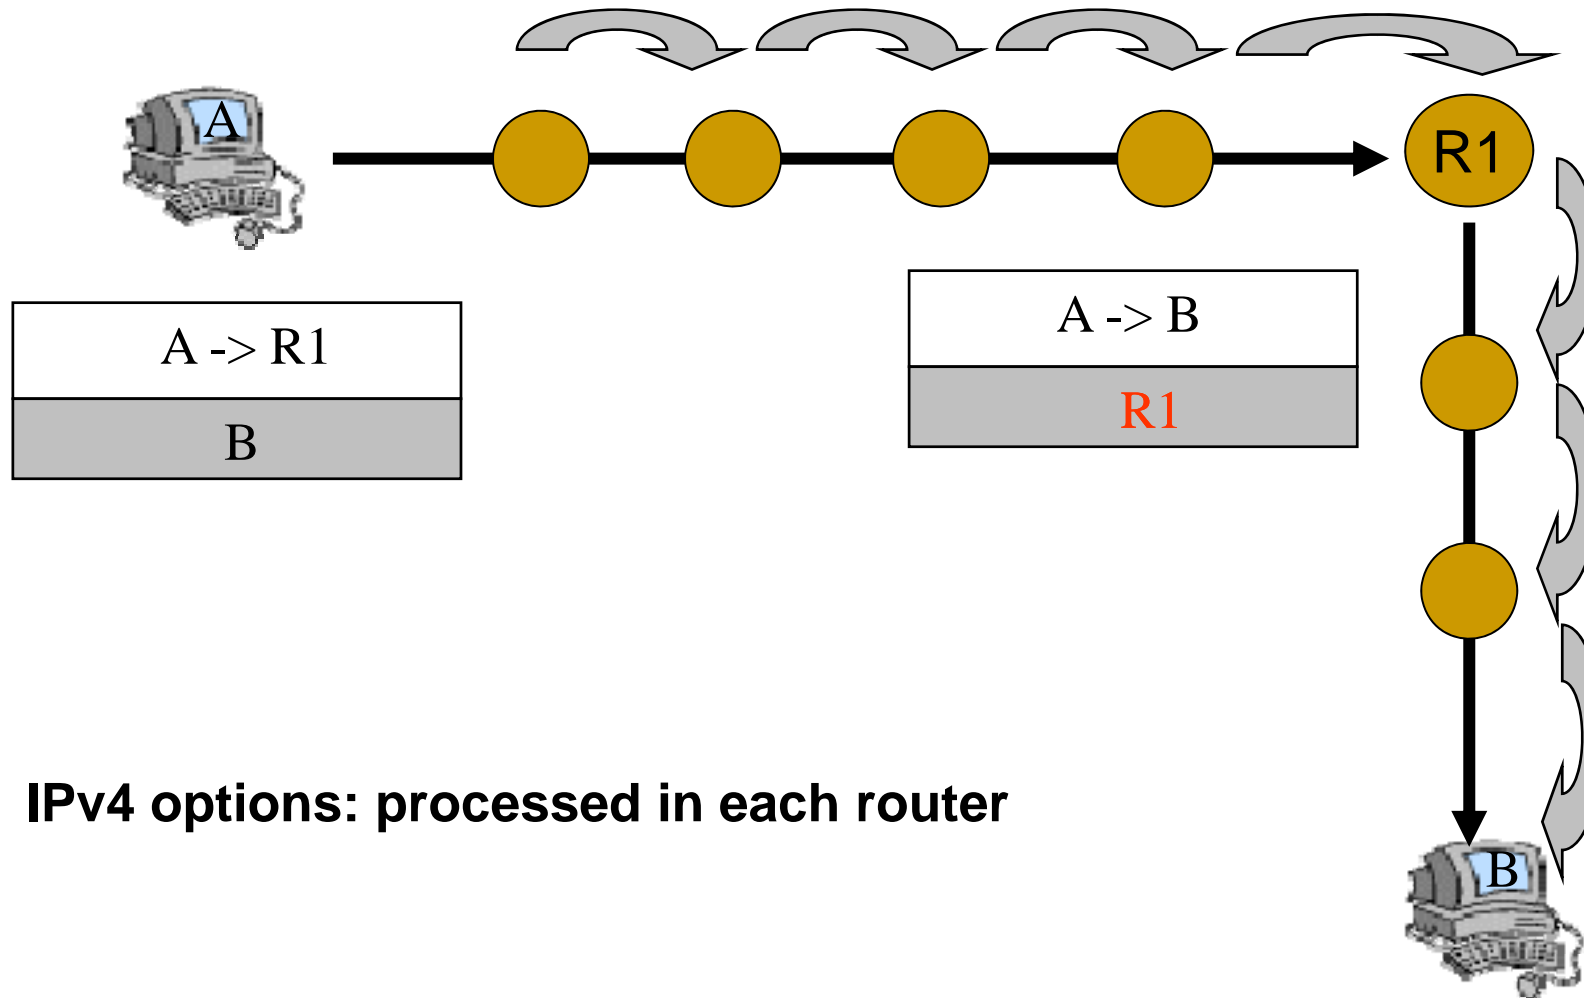 A
R1
A -> R1
B
A -> B
R1
IPv4 options: processed in each router
B